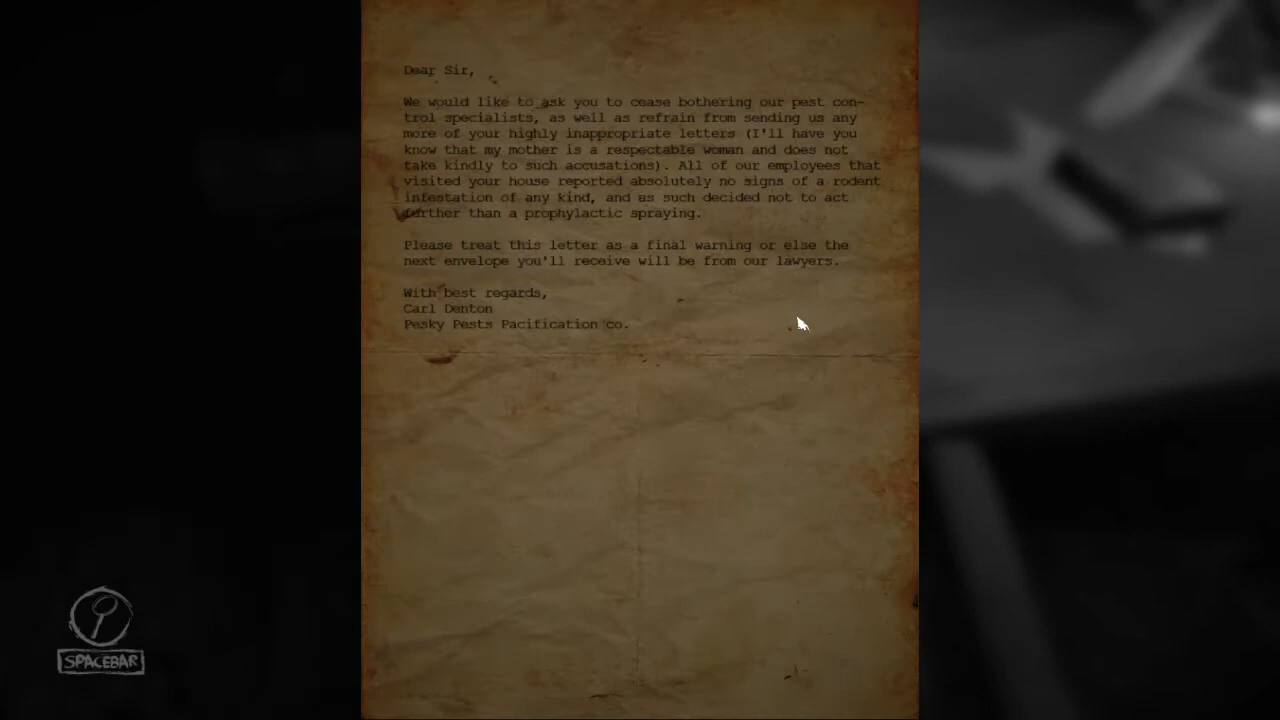 Dear Sir,
We would like to ask you to cease bothering our pest con-
trol specialists, as well as refrain from sending us any
more of your highly inappropriate letters (I'll have you
know that my mother is a respectable woman and does not
take kindly to such accusations). All of our employees that
visited your house reported absolutely no signs of a rodent
infestation of any kind, and as such decided not to act
further than a prophylactic spraying.
Please treat this letter as a final warning or else the
next envelope you'll receive will be from our lawyers.
With best regards,
Carl Denton
Pesky Pests Pacification co.
SPACEBAR